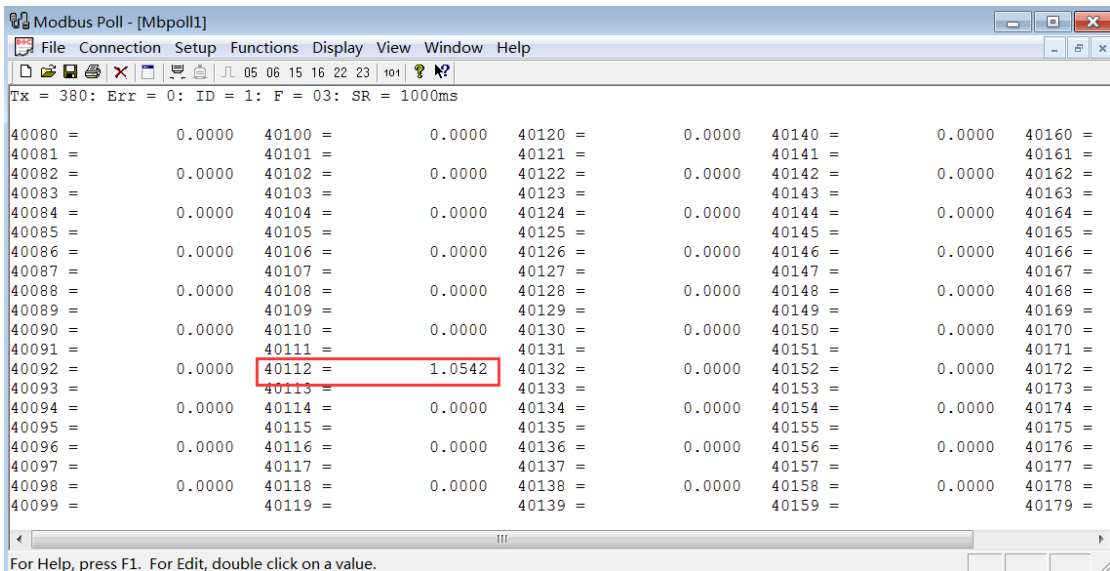 Modbus Poll - [Mbpoll1]
File Connection Setup Functions Display View Window Help
05 06 15 16 22 23 101
Tx = 380: Err = 0: ID = 1: F = 03: SR = 1000ms
40080 = 0.0000 40100 = 0.0000 40120 = 0.0000 40140 = 0.0000 40160 =
40081 = 40101 = 40121 = 40141 = 40161 =
40082 = 0.0000 40102 = 0.0000 40122 = 0.0000 40142 = 0.0000 40162 =
40083 = 40103 = 40123 = 40143 = 40163 =
40084 = 0.0000 40104 = 0.0000 40124 = 0.0000 40144 = 0.0000 40164 =
40085 = 40105 = 40125 = 40145 = 40165 =
40086 = 0.0000 40106 = 0.0000 40126 = 0.0000 40146 = 0.0000 40166 =
40087 = 40107 = 40127 = 40147 = 40167 =
40088 = 0.0000 40108 = 0.0000 40128 = 0.0000 40148 = 0.0000 40168 =
40089 = 40109 = 40129 = 40149 = 40169 =
40090 = 0.0000 40110 = 0.0000 40130 = 0.0000 40150 = 0.0000 40170 =
40091 = 40111 = 40131 = 40151 = 40171 =
40092 = 0.0000 40112 = 1.0542 40132 = 0.0000 40152 = 0.0000 40172 =
40093 = 40113 = 40133 = 40153 = 40173 =
40094 = 0.0000 40114 = 0.0000 40134 = 0.0000 40154 = 0.0000 40174 =
40095 = 40115 = 40135 = 40155 = 40175 =
40096 = 0.0000 40116 = 0.0000 40136 = 0.0000 40156 = 0.0000 40176 =
40097 = 40117 = 40137 = 40157 = 40177 =
40098 = 0.0000 40118 = 0.0000 40138 = 0.0000 40158 = 0.0000 40178 =
40099 = 40119 = 40139 = 40159 = 40179 =
For Help, press F1. For Edit, double click on a value.